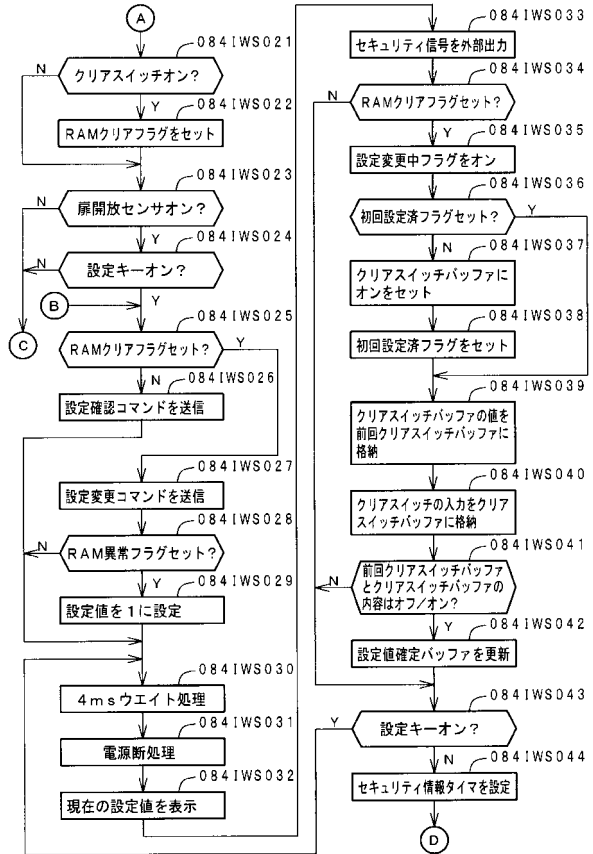 A
084IWS021
クリアスイッチオン?
N
Y
084IWS022
RAMクリアフラグをセット
084IWS023
扉開放センサオン?
N
Y
084IWS024
設定キーオン?
N
B
Y
C
084IWS025
RAMクリアフラグセット?
Y
N
084IWS026
設定確認コマンドを送信
084IWS027
設定変更コマンドを送信
084IWS028
RAM異常フラグセット?
N
Y
084IWS029
設定値を1に設定
084IWS030
4msウエイト処理
084IWS031
電源断処理
084IWS032
現在の設定値を表示
084IWS033
セキュリティ信号を外部出力
084IWS034
RAMクリアフラグセット?
N
Y
084IWS035
設定変更中フラグをオン
084IWS036
初回設定済フラグセット?
Y
N
084IWS037
クリアスイッチバッファに
オンをセット
084IWS038
初回設定済フラグをセット
084IWS039
クリアスイッチバッファの値を
前回クリアスイッチバッファに
格納
084IWS040
クリアスイッチの入力をクリア
スイッチバッファに格納
084IWS041
前回クリアスイッチバッファ
とクリアスイッチバッファの
内容はオフ/オン?
N
Y
084IWS042
設定値確定バッファを更新
084IWS043
設定キーオン?
Y
N
084IWS044
セキュリティ情報タイマを設定
D